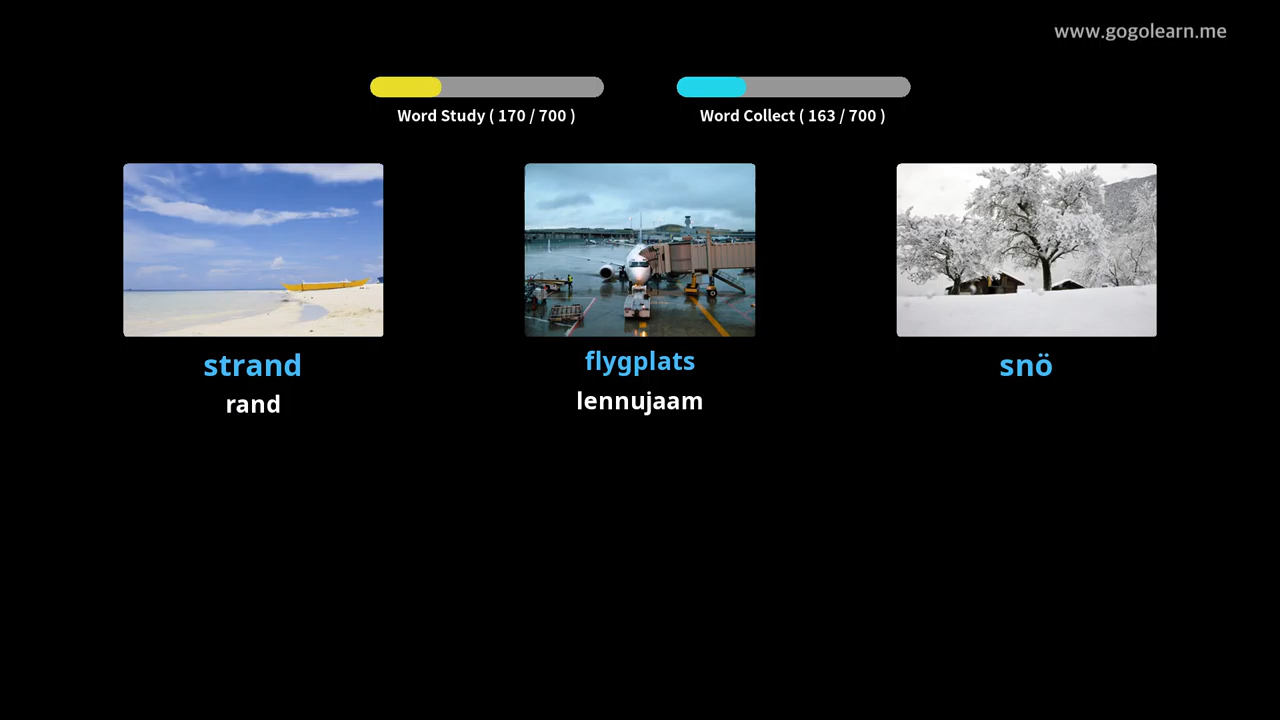 www.gogolearn.me
Word Study ( 170 / 700 )
Word Collect ( 163 / 700 )
strand
flygplats
snö
rand
lennujaam